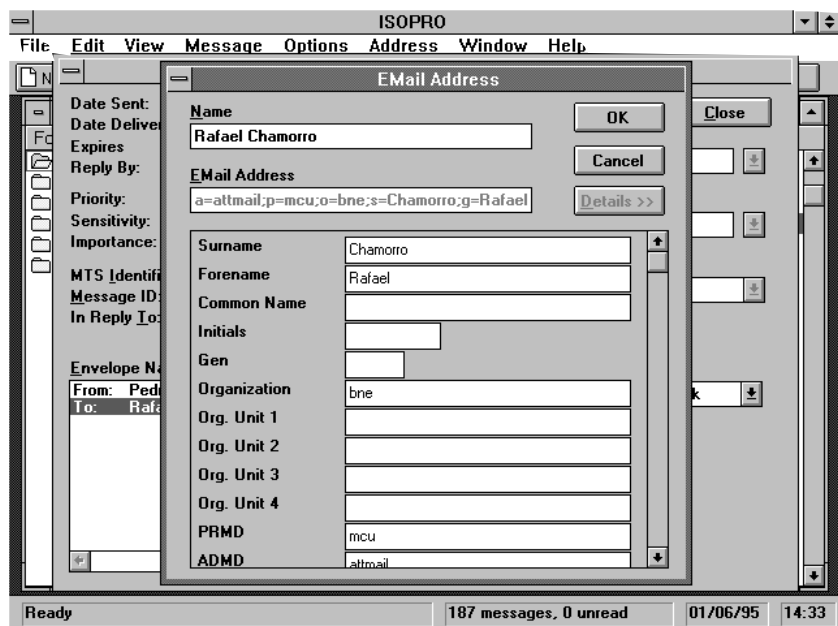 ISOPRO
File Edit View Message Options Address Window Help
N
EMail Address
Date Sent:
Date Deliver
Expires
Reply By:
Priority:
Sensitivity:
Importance:
MTS Identifi
Message ID:
In Reply To:
Envelope Na
From: Pedr
To: Rafa
Name
Rafael Chamorro
EMail Address
a=attmail;p=mcu;o=bne;s=Chamorro;g=Rafael
OK
Cancel
Details >>
Close
Surname Chamorro
Forename Rafael
Common Name
Initials
Gen
Organization bne
Org. Unit 1
Org. Unit 2
Org. Unit 3
Org. Unit 4
PRMD mcu
ADMD attmail
k
Ready 187 messages, 0 unread 01/06/95 14:33